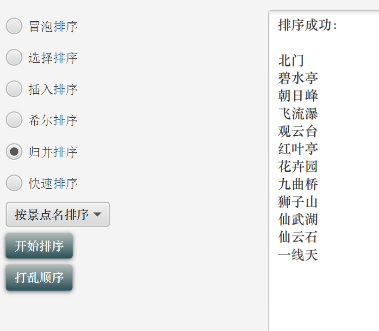 冒泡排序
选择排序
插入排序
希尔排序
归并排序
快速排序
按景点名排序
开始排序
打乱顺序
排序成功:
北门
碧水亭
朝日峰
飞流瀑
观云台
红叶亭
花卉园
九曲桥
狮子山
仙武湖
仙云石
一线天